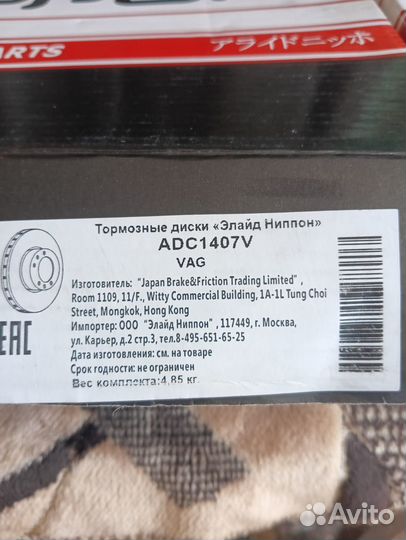 PARTS
アライドニッポ
Тормозные диски «Элайд Ниппон»
ADC1407V
VAG
Изготовитель: "Japan Brake&Friction Trading Limited" ,
Room 1109, 11/F., Witty Commercial Building, 1A-1L Tung Choi
Street, Mongkok, Hong Kong
Импортер: ООО "Элайд Ниппон" , 117449, г. Москва,
ул. Карьер, д.2 стр.3, тел.8-495-651-65-25
Дата изготовления: см. на товаре
Срок годности: не ограничен
Вес комплекта: 4,85 кг.
EAC
Avito